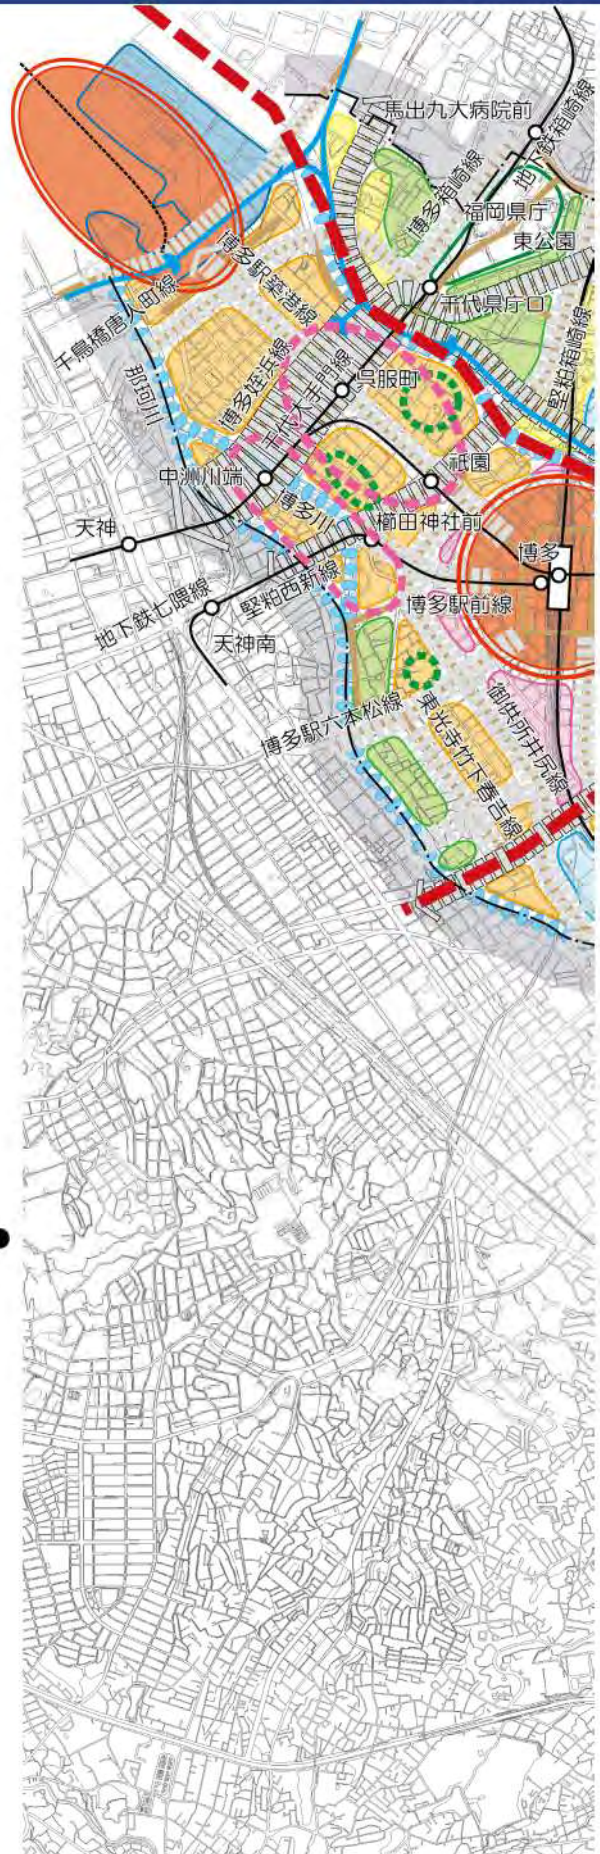 馬出九大病院前
地下鉄箱崎線
博多箱崎線
福岡県庁
東公園
博多駅築港線
千代県庁口
千鳥橋唐人町線
堅粕箱崎線
那珂川
博多姪浜線
千代大手門線
呉服町
中洲川端
祇園
博多川
櫛田神社前
天神
博多
堅粕西新線
地下鉄七隈線
博多駅前線
天神南
博多駅六本松線
東光寺竹下春吉線
御供所井尻線